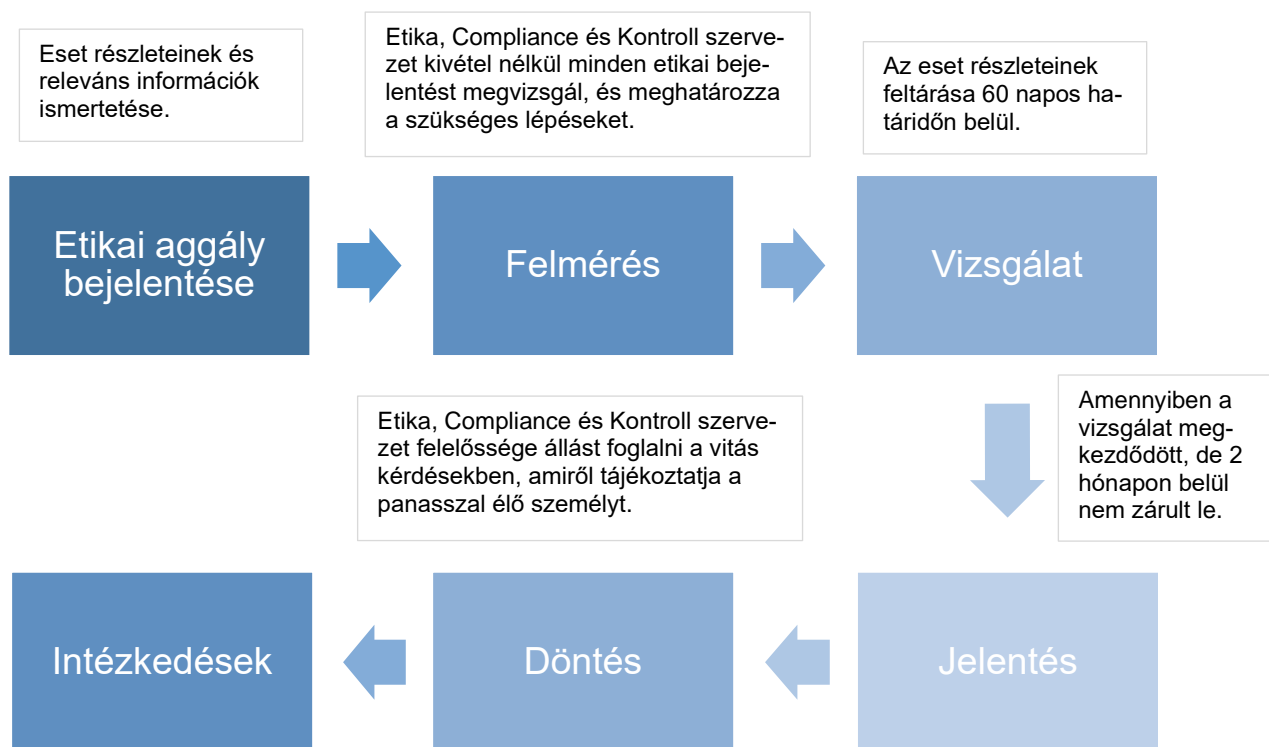 Eset részleteinek és
releváns információk
ismertetése.
Etika, Compliance és Kontroll szerve-
zet kivétel nélkül minden etikai beje-
lentést megvizsgál, és meghatározza
a szükséges lépéseket.
Az eset részleteinek
feltárása 60 napos ha-
táridőn belül.
Etikai aggály
bejelentése
Felmérés
Vizsgálat
Amennyiben a
vizsgálat meg-
kezdődött, de 2
hónapon belül
nem zárult le.
Etika, Compliance és Kontroll szerve-
zet felelőssége állást foglalni a vitás
kérdésekben, amiről tájékoztatja a
panasszal élő személyt.
Jelentés
Döntés
Intézkedések